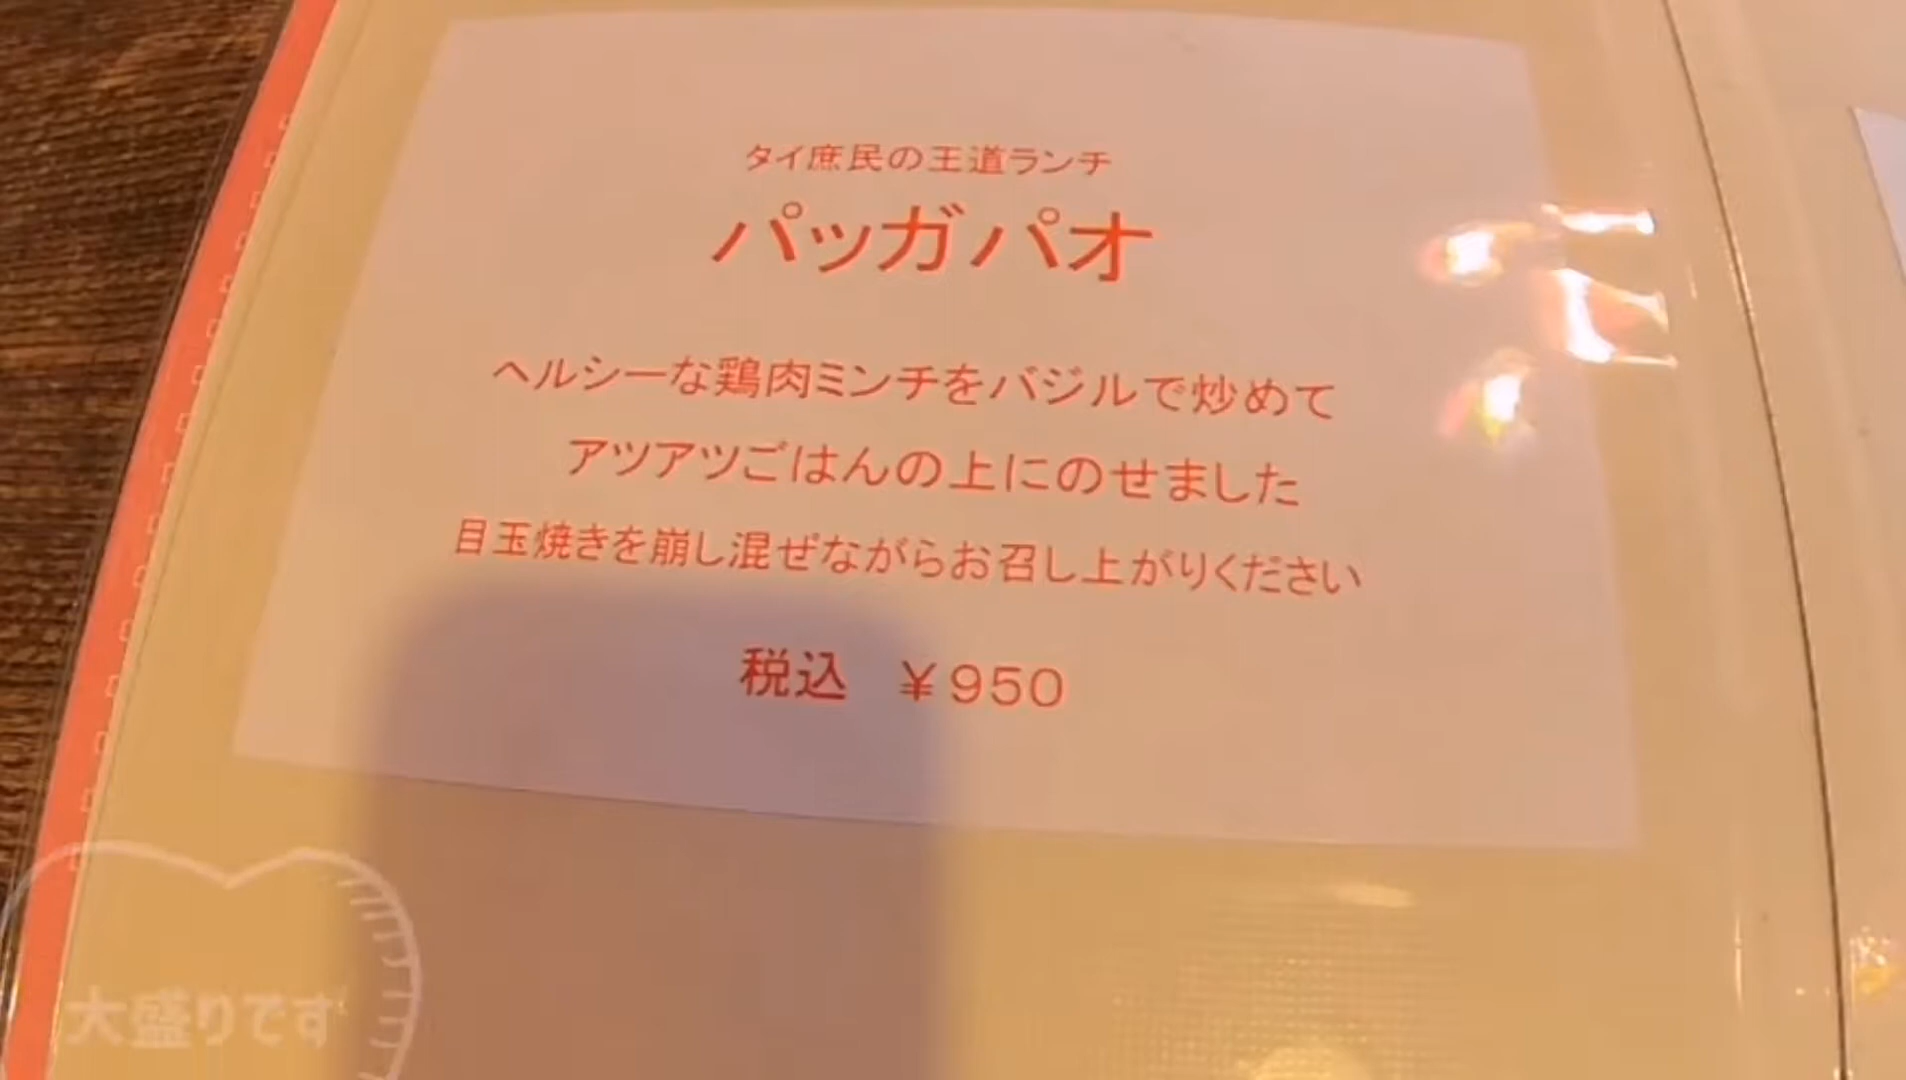 タイ庶民の王道ランチ
パッガパオ
ヘルシーな鶏肉ミンチをバジルで炒めて
アツアツごはんの上にのせました
目玉焼きを崩し混ぜながらお召し上がりください
税込 ￥950
大盛りです